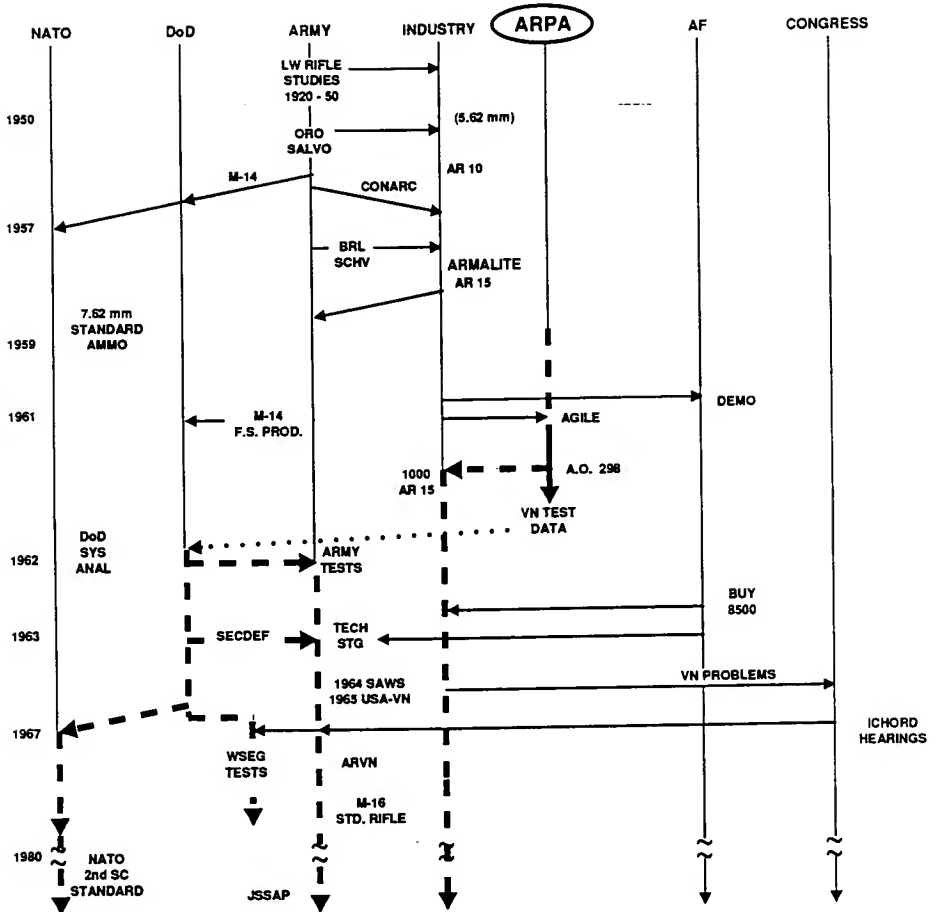 NATO DoD ARMY INDUSTRY ARPA AF CONGRESS
LW RIFLE
STUDIES
1920 - 50
1950
(5.62 mm)
ORO
SALVO
AR 10
M-14
CONARC
1957
BRL
SCHV
ARMALITE
AR 15
7.62 mm
STANDARD
AMMO
1959
DEMO
1961
M-14
F.S. PROD.
AGILE
1000
AR 15
A.O. 298
VN TEST
DATA
DoD
SYS
ANAL
1962
ARMY
TESTS
BUY
8500
1963
SECDEF
TECH
STG
VN PROBLEMS
1964 SAWS
1965 USA-VN
1967
ICHORD
HEARINGS
WSEG
TESTS
ARVN
M-16
STD. RIFLE
1980
NATO
2nd SC
STANDARD
JSSAP